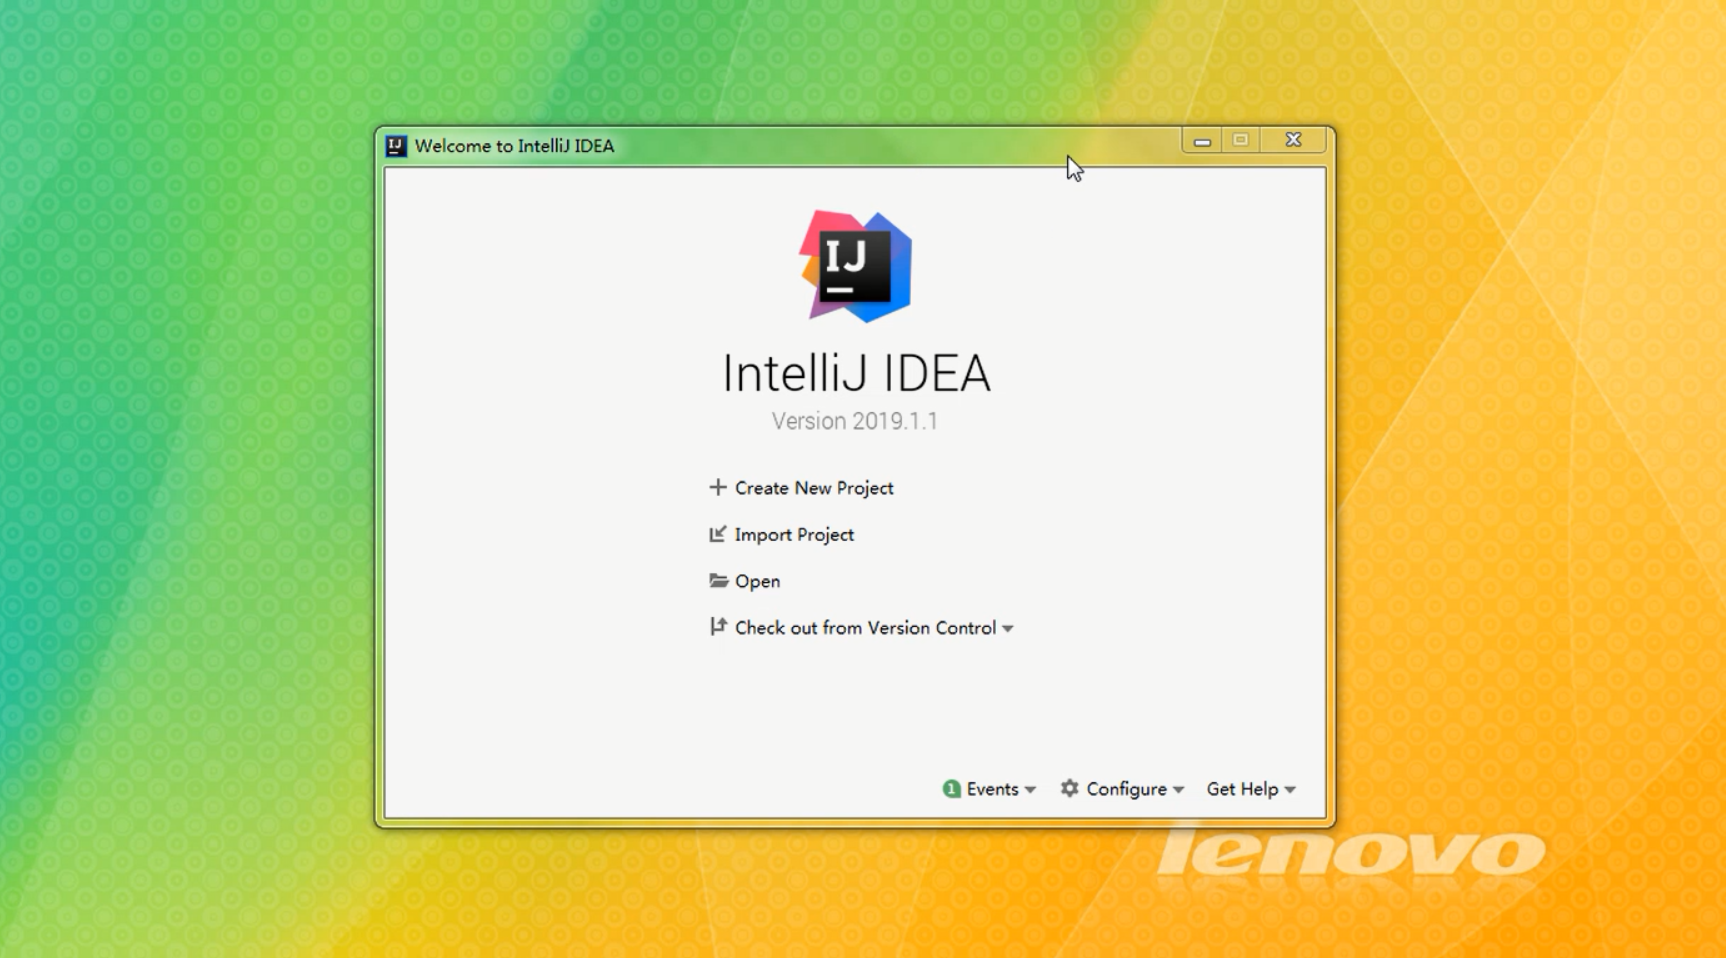 IJ Welcome to IntelliJ IDEA
IJ
IntelliJ IDEA
Version 2019.1.1
Create New Project
Import Project
Open
Check out from Version Control
1 Events Configure Get Help
lenovo